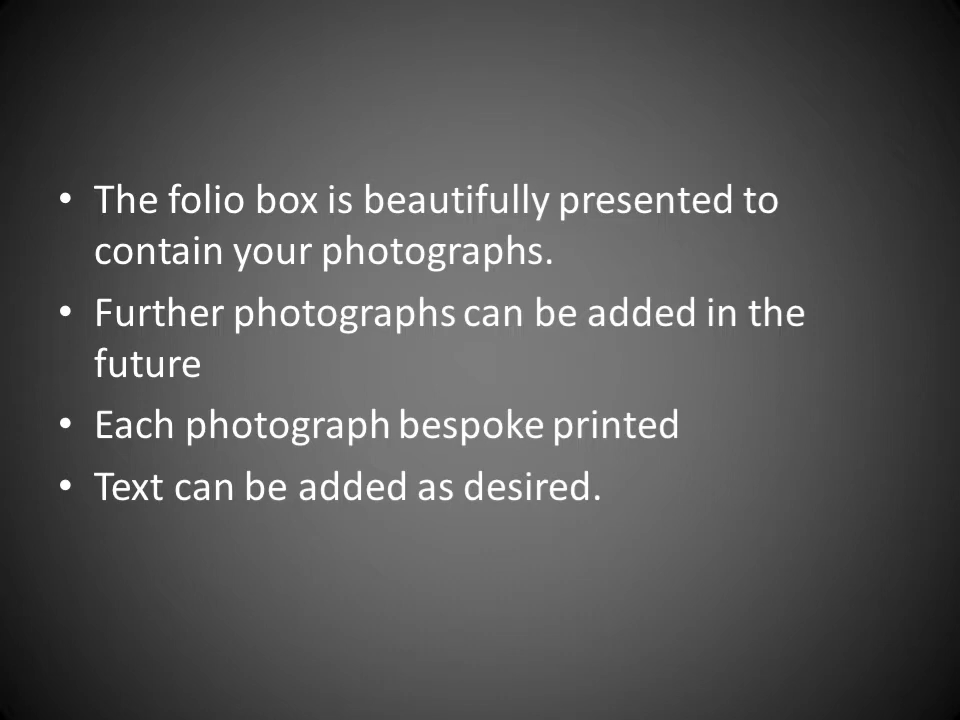 • The folio box is beautifully presented to
contain your photographs.
• Further photographs can be added in the
future
• Each photograph bespoke printed
• Text can be added as desired.